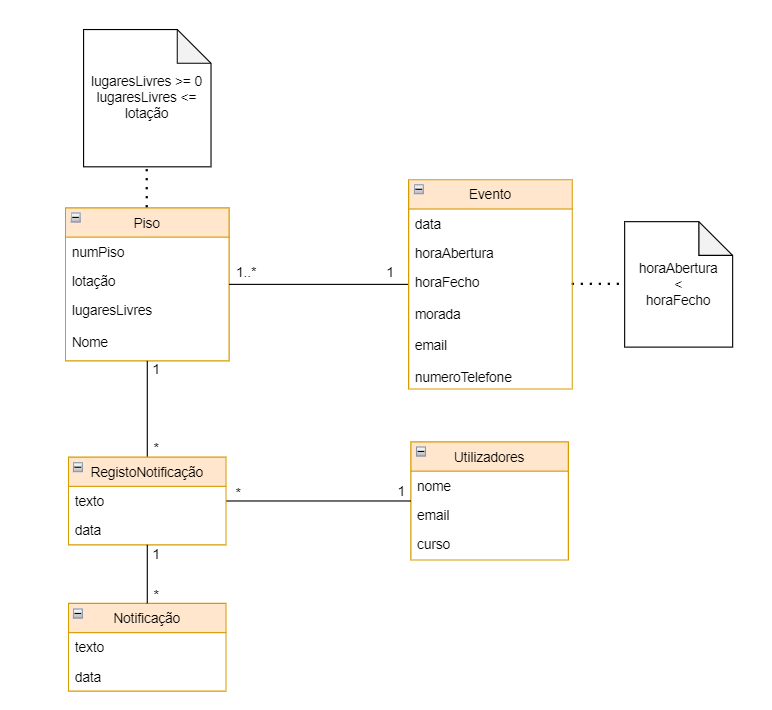 lugaresLivres >= 0
lugaresLivres <=
lotação
Piso
numPiso
lotação
lugaresLivres
Nome
1..*
1
Evento
data
horaAbertura
horaFecho
morada
email
numeroTelefone
horaAbertura
<
horaFecho
1
*
RegistoNotificação
texto
data
*
1
Utilizadores
nome
email
curso
1
*
Notificação
texto
data